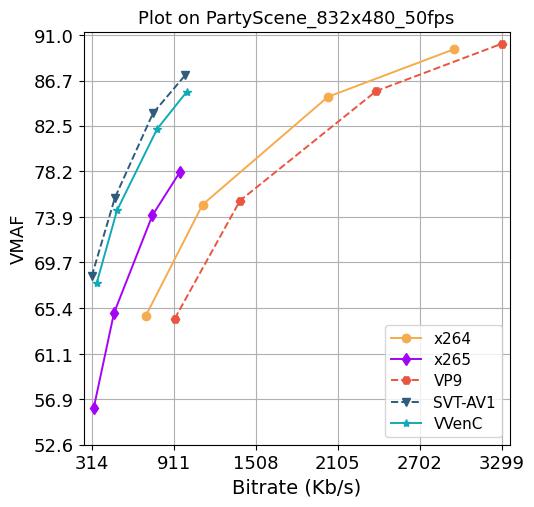 Plot on PartyScene_832x480_50fps
91.0
86.7
82.5
78.2
73.9
69.7
65.4
61.1
56.9
52.6
VMAF
314 911 1508 2105 2702 3299
Bitrate (Kb/s)
x264
x265
VP9
SVT-AV1
VVenC